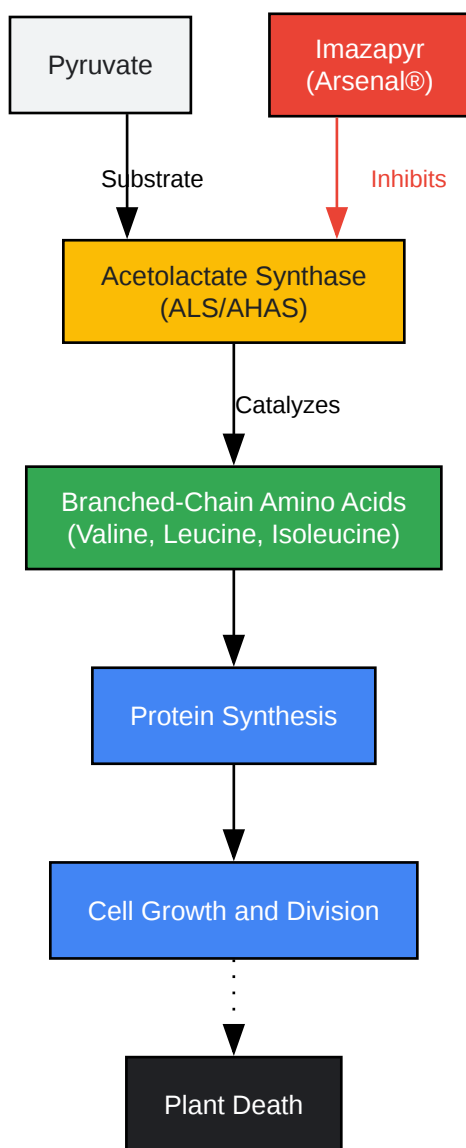 Pyruvate
Imazapyr
(Arsenal®)
Substrate
Inhibits
Acetolactate Synthase
(ALS/AHAS)
Catalyzes
Branched-Chain Amino Acids
(Valine, Leucine, Isoleucine)
Protein Synthesis
Cell Growth and Division
Plant Death